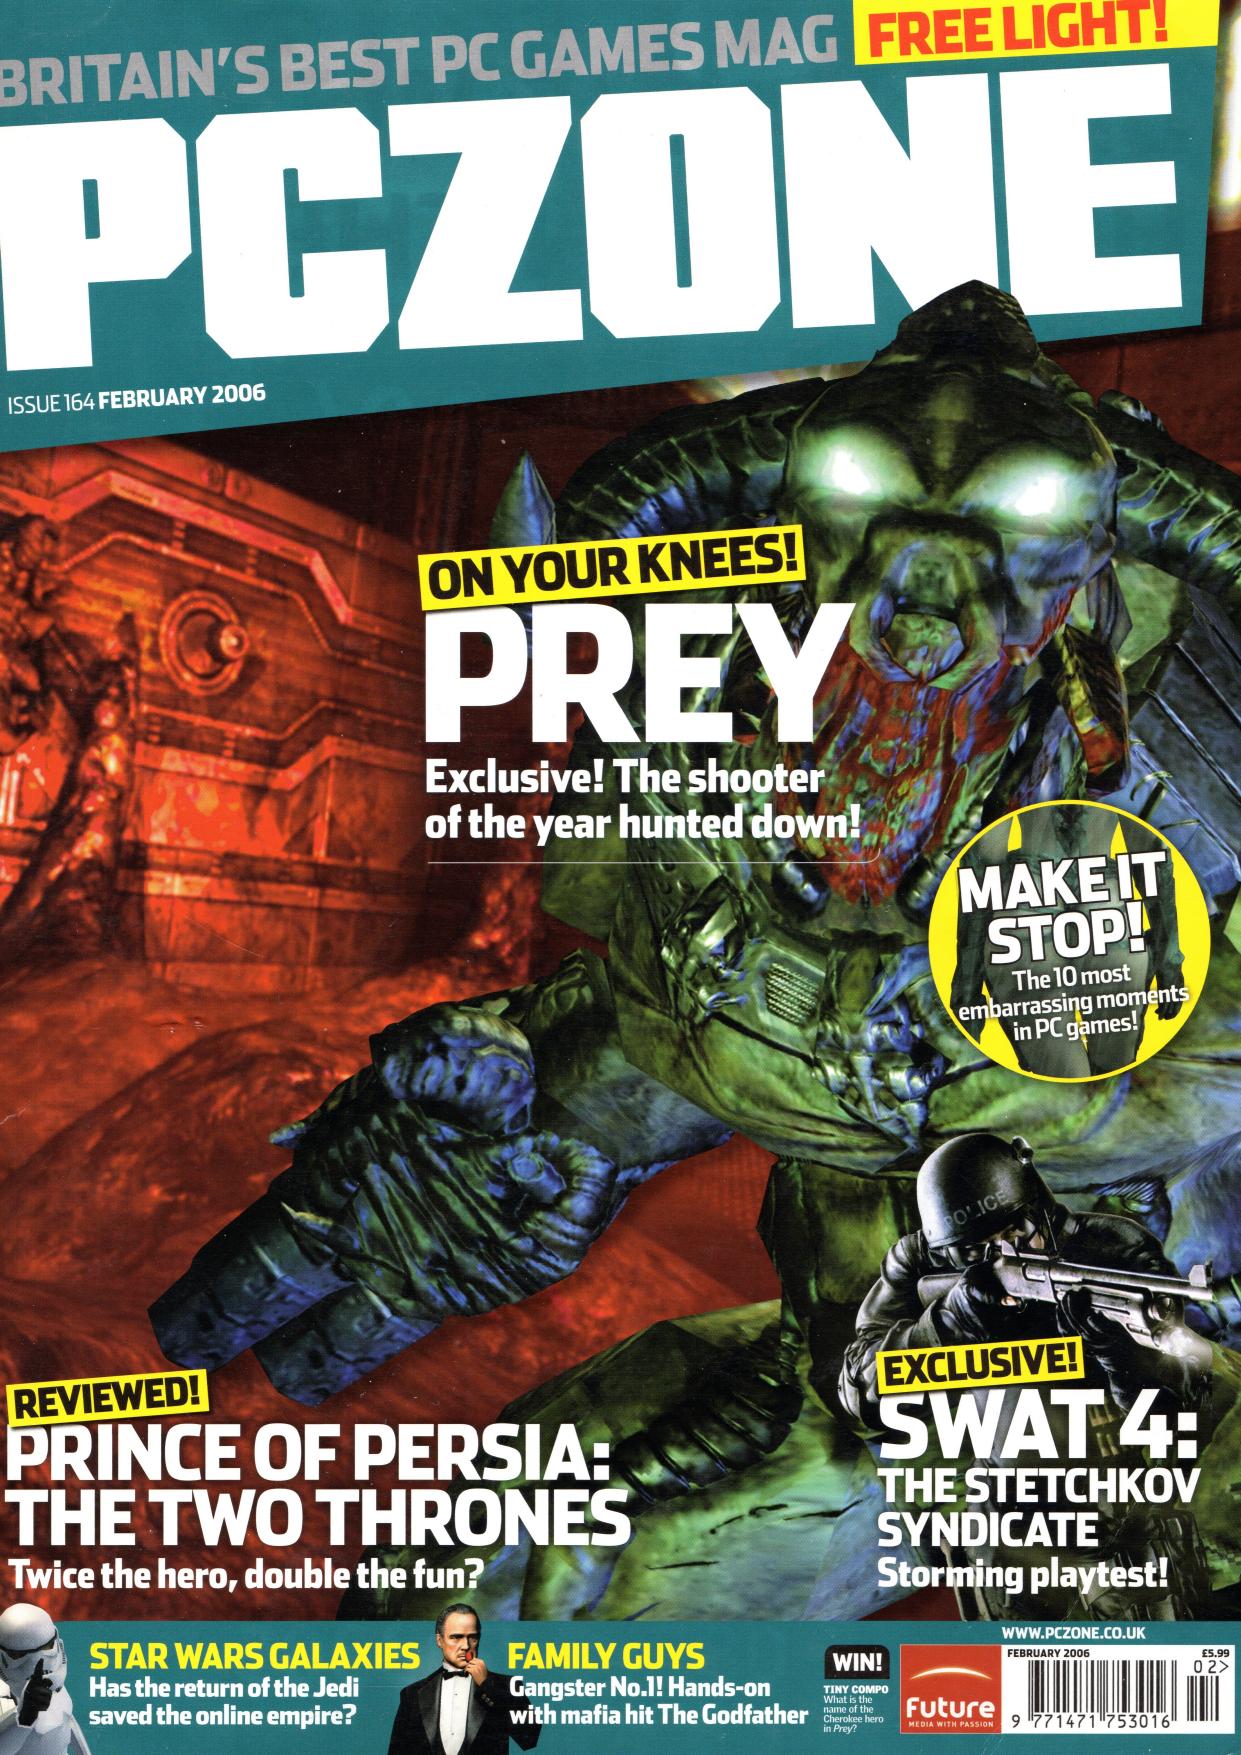 BRITAIN'S BEST PC GAMES MAG
FREE LIGHT!
PCZONE
ISSUE 164 FEBRUARY 2006
ON YOUR KNEES!
PREY
Exclusive! The shooter
of the year hunted down!
MAKE IT
STOP!
The 10 most
embarrassing moments
in PC games!
POLICE
REVIEWED!
PRINCE OF PERSIA:
THE TWO THRONES
Twice the hero, double the fun?
EXCLUSIVE!
SWAT 4:
THE STETCHKOV
SYNDICATE
Storming playtest!
STAR WARS GALAXIES
Has the return of the Jedi
saved the online empire?
FAMILY GUYS
Gangster No.1! Hands-on
with mafia hit The Godfather
WIN!
TINY COMPO
What is the
name of the
Cherokee hero
in Prey?
Future
MEDIA WITH PASSION
WWW.PCZONE.CO.UK
FEBRUARY 2006
£5.99
02>
9 771471 753016